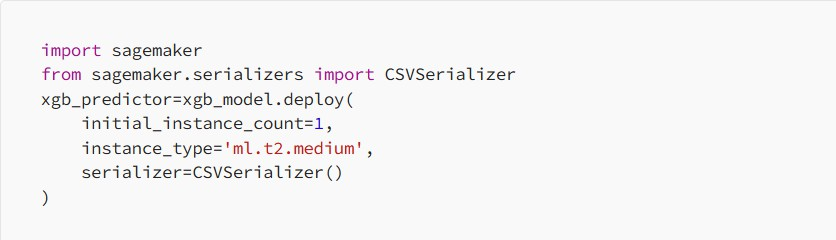 import sagemaker
from sagemaker.serializers import CSVSerializer
xgb_predictor=xgb_model.deploy(
    initial_instance_count=1,
    instance_type='ml.t2.medium',
    serializer=CSVSerializer()
)